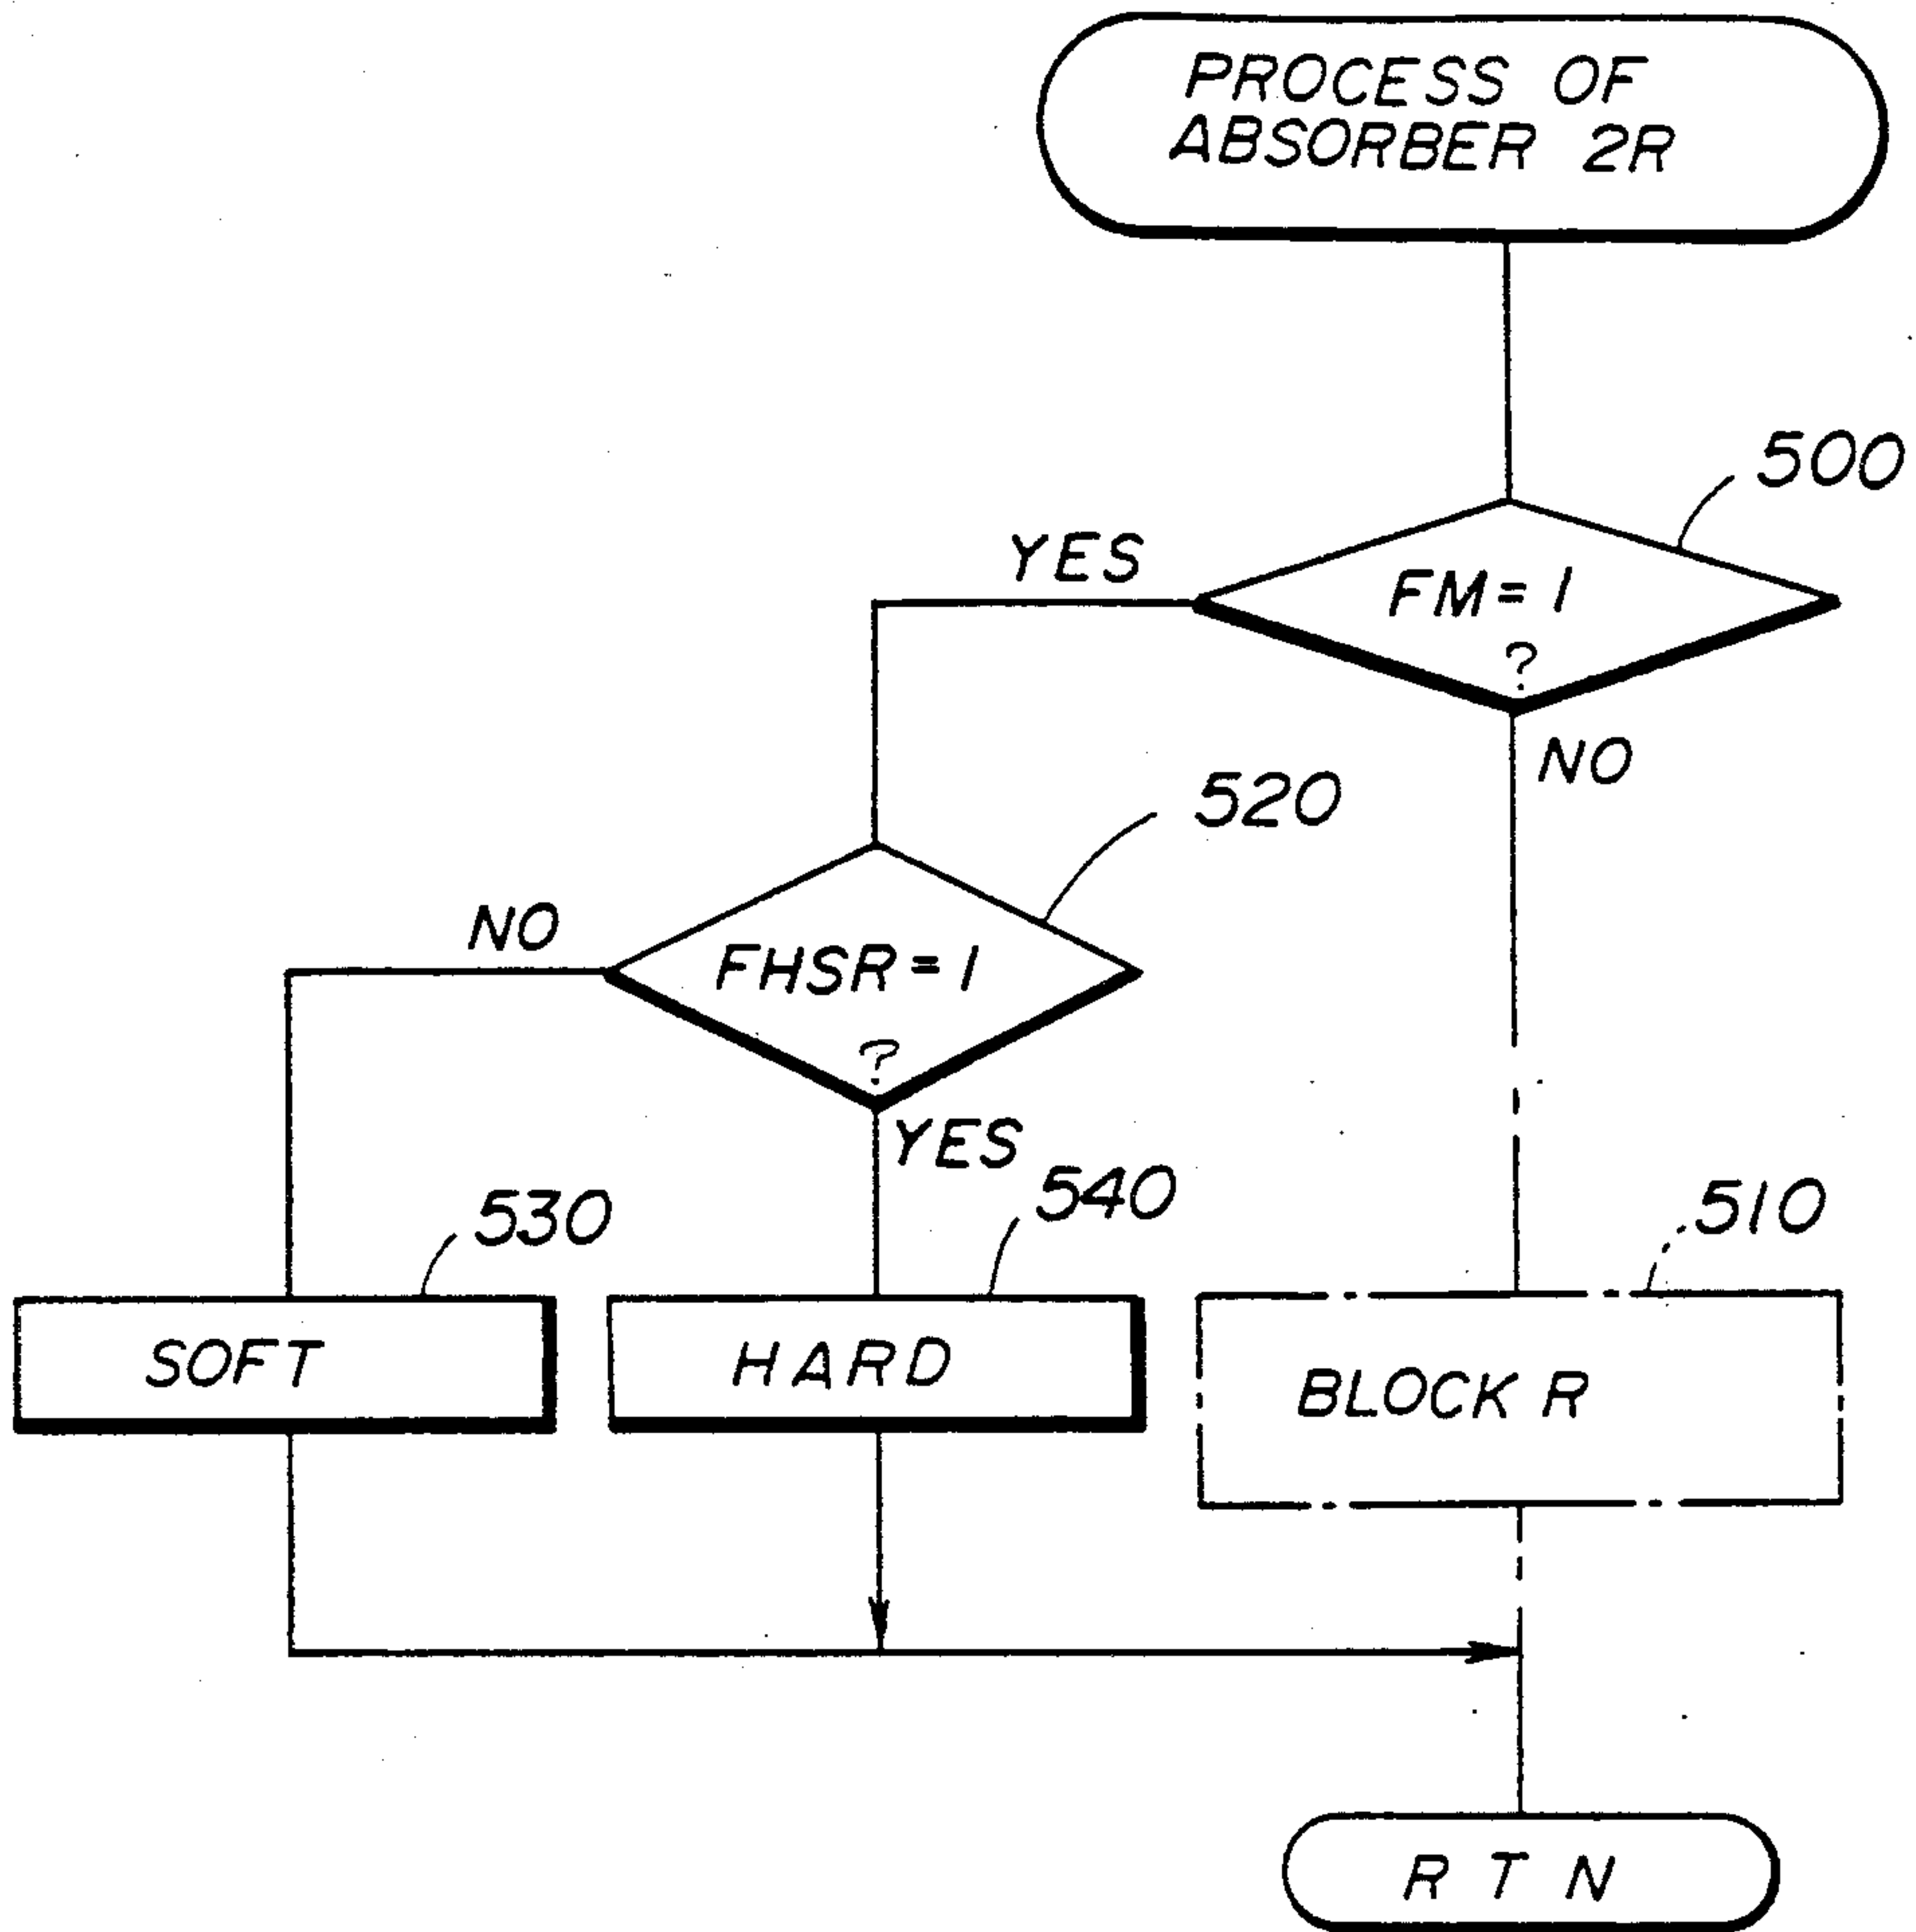 PROCESS OF
ABSORBER 2R
500
YES
FM=1
?
NO
520
NO
FHSR=1
?
YES
530
540
510
SOFT
HARD
BLOCK R
RTN